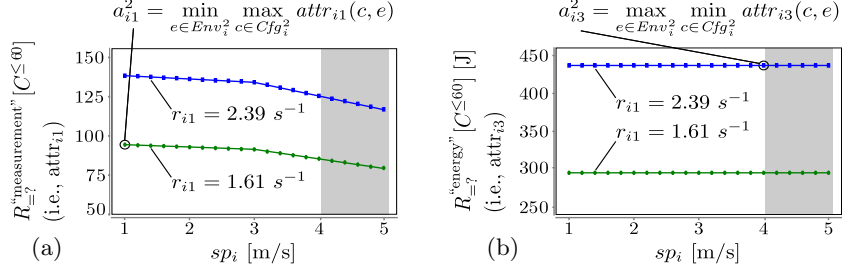 a²ᵢ₁ = min max attrᵢ₁(c, e)
e∈Env²ᵢ c∈Cfg²ᵢ
R^“measurement”_=? [C^≤60]
(i.e., attrᵢ₁)
150
125
100
75
50
rᵢ₁ = 2.39 s⁻¹
rᵢ₁ = 1.61 s⁻¹
1 2 3 4 5
(a)
spᵢ [m/s]
a²ᵢ₃ = min max min attrᵢ₃(c, e)
e∈Env²ᵢ c∈Cfg²ᵢ
R^“energy”_=? [C^≤60] [J]
(i.e., attrᵢ₃)
450
400
350
300
250
rᵢ₁ = 2.39 s⁻¹
rᵢ₁ = 1.61 s⁻¹
1 2 3 4 5
(b)
spᵢ [m/s]